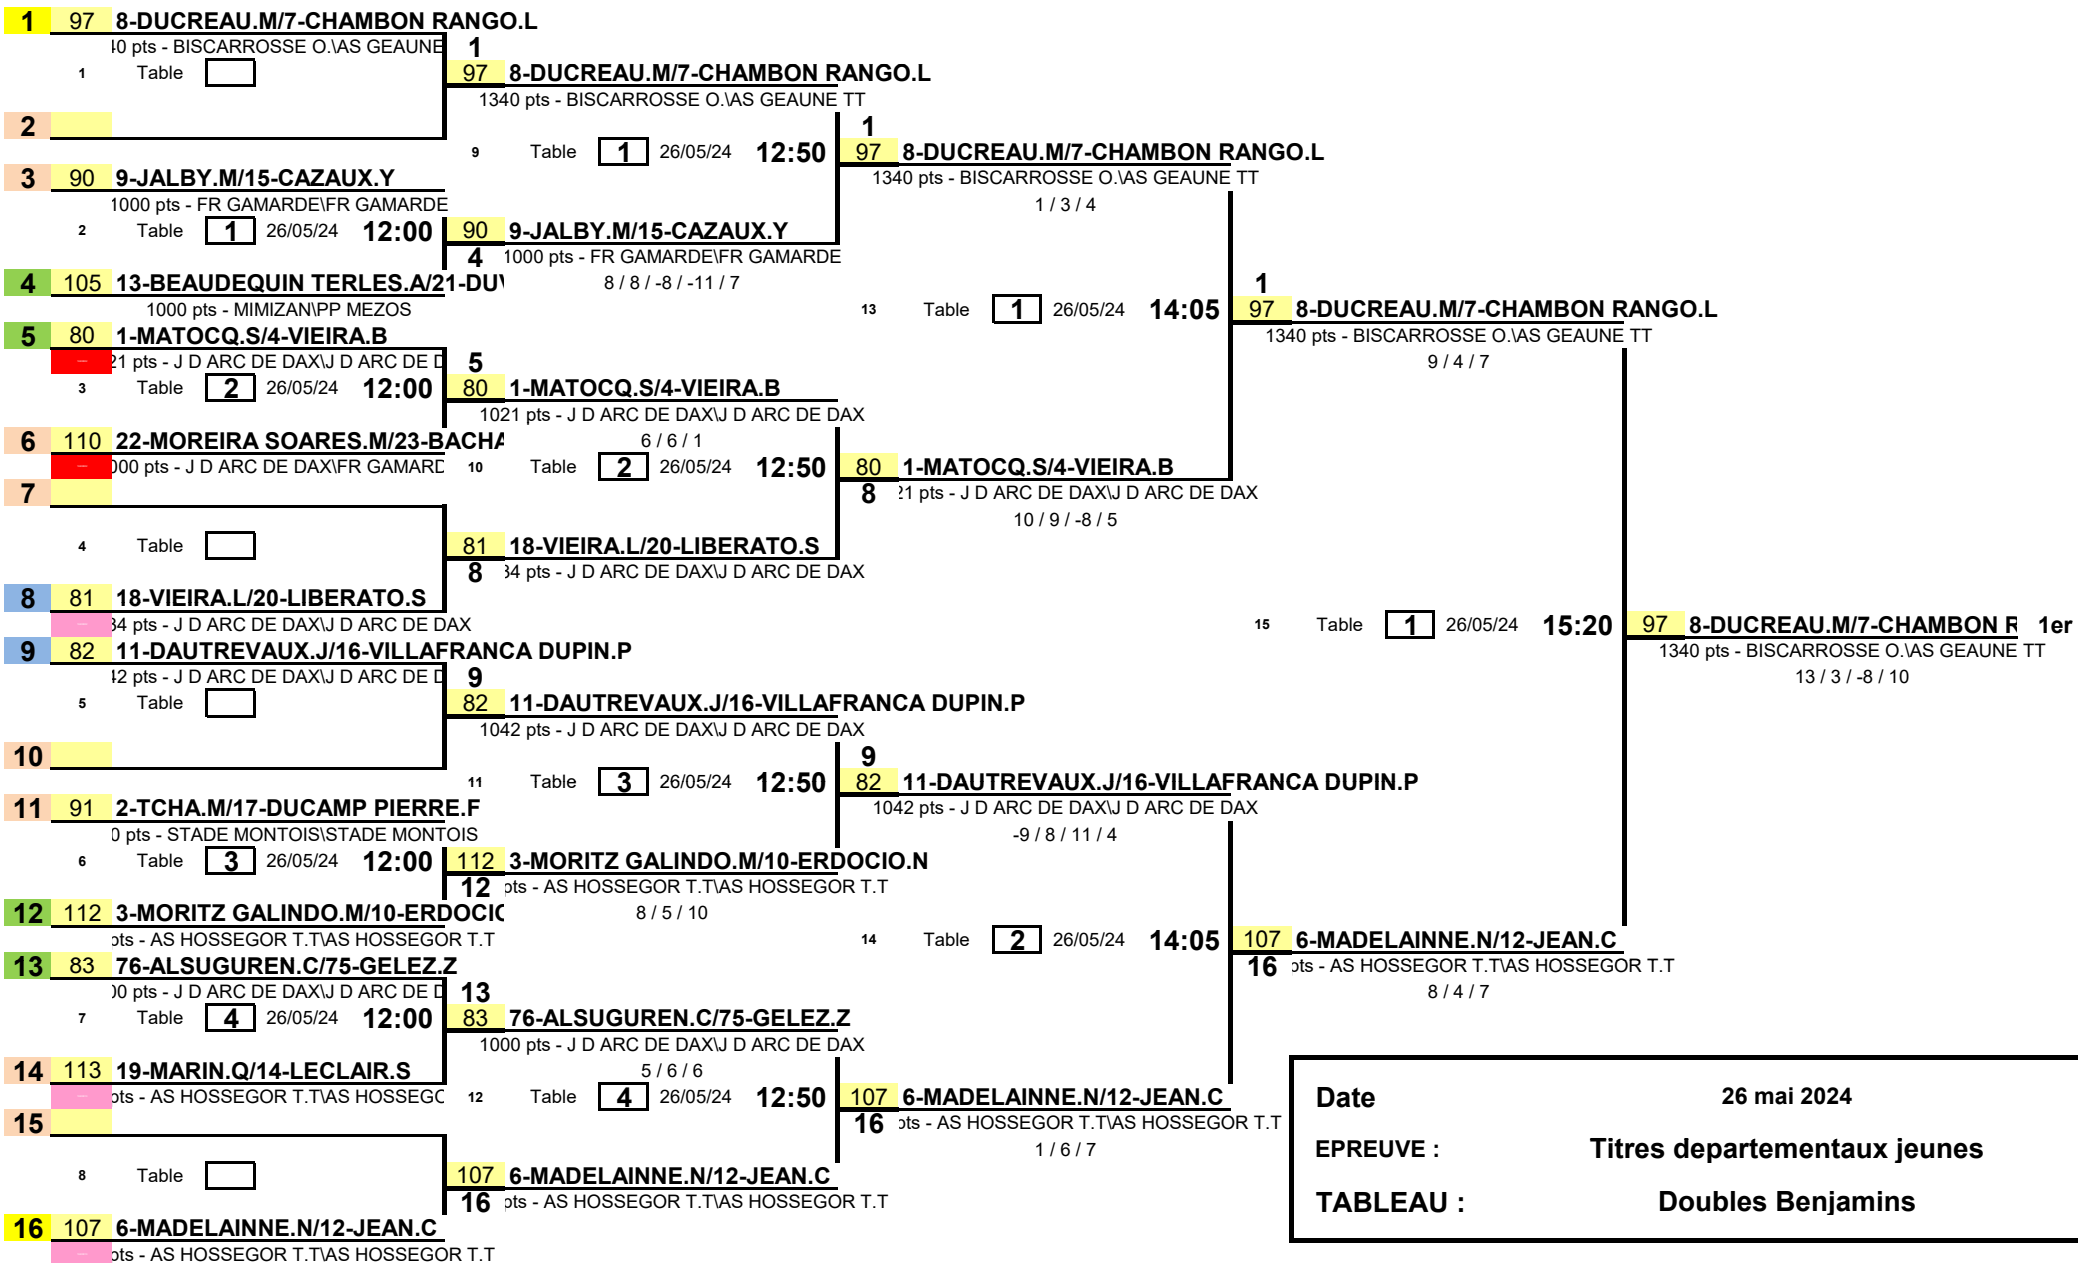 1 97 8-DUCREAU.M/7-CHAMBON RANGO.L
40 pts - BISCARROSSE O.\AS GEAUNE 1
1 Table 97 8-DUCREAU.M/7-CHAMBON RANGO.L
1340 pts - BISCARROSSE O.\AS GEAUNE TT
2 1
9 Table 1 26/05/24 12:50 97 8-DUCREAU.M/7-CHAMBON RANGO.L
3 90 9-JALBY.M/15-CAZAUX.Y 1340 pts - BISCARROSSE O.\AS GEAUNE TT
1000 pts - FR GAMARDE\FR GAMARDE 1 / 3 / 4
2 Table 1 26/05/24 12:00 90 9-JALBY.M/15-CAZAUX.Y
4 1000 pts - FR GAMARDE\FR GAMARDE
4 105 13-BEAUDEQUIN TERLES.A/21-DUV 8 / 8 / -8 / -11 / 7 1
1000 pts - MIMIZAN\PP MEZOS 13 Table 1 26/05/24 14:05 97 8-DUCREAU.M/7-CHAMBON RANGO.L
5 80 1-MATOCQ.S/4-VIEIRA.B 1340 pts - BISCARROSSE O.\AS GEAUNE TT
21 pts - J D ARC DE DAX\J D ARC DE D 5 9 / 4 / 7
3 Table 2 26/05/24 12:00 80 1-MATOCQ.S/4-VIEIRA.B
1021 pts - J D ARC DE DAX\J D ARC DE DAX
6 110 22-MOREIRA SOARES.M/23-BACHA 6 / 6 / 1
000 pts - J D ARC DE DAX\FR GAMARD 10 Table 2 26/05/24 12:50 80 1-MATOCQ.S/4-VIEIRA.B
7 8 21 pts - J D ARC DE DAX\J D ARC DE DAX
10 / 9 / -8 / 5
4 Table 81 18-VIEIRA.L/20-LIBERATO.S
8 34 pts - J D ARC DE DAX\J D ARC DE DAX
8 81 18-VIEIRA.L/20-LIBERATO.S
34 pts - J D ARC DE DAX\J D ARC DE DAX 15 Table 1 26/05/24 15:20 97 8-DUCREAU.M/7-CHAMBON R 1er
9 82 11-DAUTREVAUX.J/16-VILLAFRANCA DUPIN.P 1340 pts - BISCARROSSE O.\AS GEAUNE TT
42 pts - J D ARC DE DAX\J D ARC DE D 9 13 / 3 / -8 / 10
5 Table 82 11-DAUTREVAUX.J/16-VILLAFRANCA DUPIN.P
1042 pts - J D ARC DE DAX\J D ARC DE DAX
10 9
11 Table 3 26/05/24 12:50 82 11-DAUTREVAUX.J/16-VILLAFRANCA DUPIN.P
11 91 2-TCHA.M/17-DUCAMP PIERRE.F 1042 pts - J D ARC DE DAX\J D ARC DE DAX
0 pts - STADE MONTOIS\STADE MONTOIS -9 / 8 / 11 / 4
6 Table 3 26/05/24 12:00 112 3-MORITZ GALINDO.M/10-ERDOCIO.N
12 pts - AS HOSSEGOR T.T\AS HOSSEGOR T.T
12 112 3-MORITZ GALINDO.M/10-ERDOCIO 8 / 5 / 10
pts - AS HOSSEGOR T.T\AS HOSSEGOR T.T 14 Table 2 26/05/24 14:05 107 6-MADELAINNE.N/12-JEAN.C
13 83 76-ALSUGUREN.C/75-GELEZ.Z 16 pts - AS HOSSEGOR T.T\AS HOSSEGOR T.T
00 pts - J D ARC DE DAX\J D ARC DE D 13 8 / 4 / 7
7 Table 4 26/05/24 12:00 83 76-ALSUGUREN.C/75-GELEZ.Z
1000 pts - J D ARC DE DAX\J D ARC DE DAX
14 113 19-MARIN.Q/14-LECLAIR.S 5 / 6 / 6
pts - AS HOSSEGOR T.T\AS HOSSEGO 12 Table 4 26/05/24 12:50 107 6-MADELAINNE.N/12-JEAN.C
15 16 pts - AS HOSSEGOR T.T\AS HOSSEGOR T.T
1 / 6 / 7
8 Table 107 6-MADELAINNE.N/12-JEAN.C
16 pts - AS HOSSEGOR T.T\AS HOSSEGOR T.T
16 107 6-MADELAINNE.N/12-JEAN.C
pts - AS HOSSEGOR T.T\AS HOSSEGOR T.T
Date 26 mai 2024
EPREUVE : Titres departementaux jeunes
TABLEAU : Doubles Benjamins